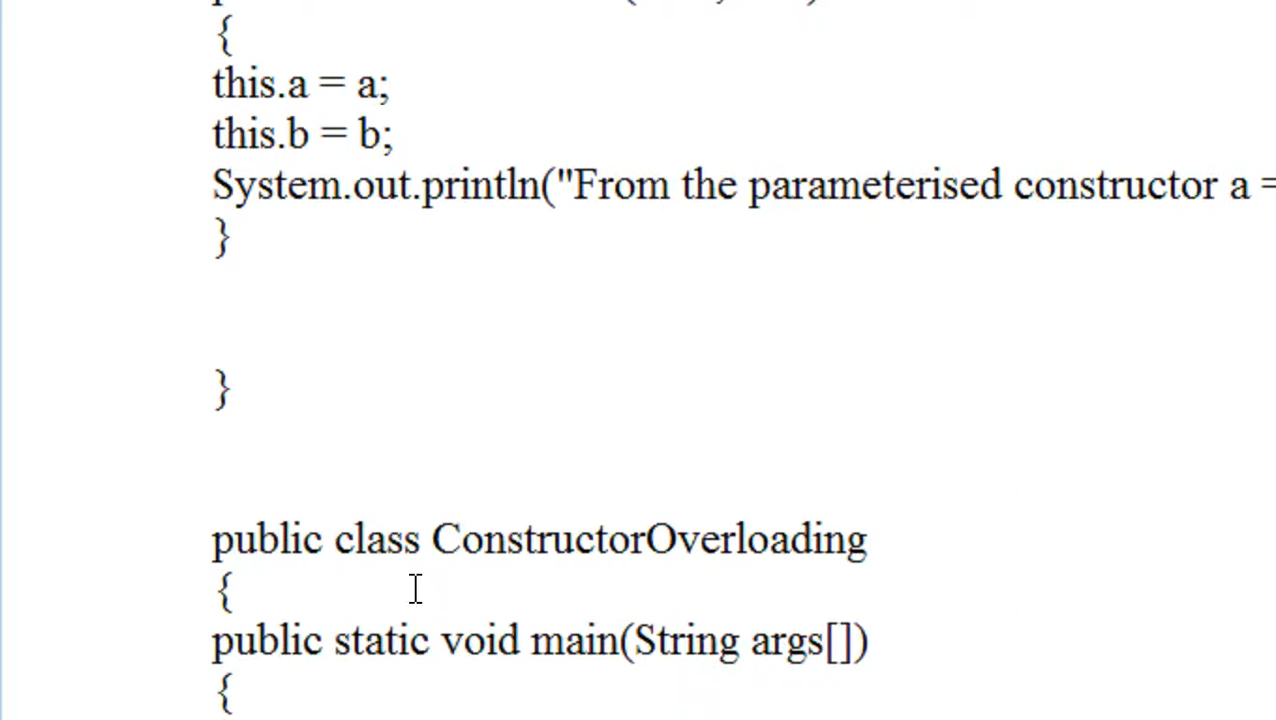 {
this.a = a;
this.b = b;
System.out.println("From the parameterised constructor a =
}
}
public class ConstructorOverloading
{
public static void main(String args[])
{